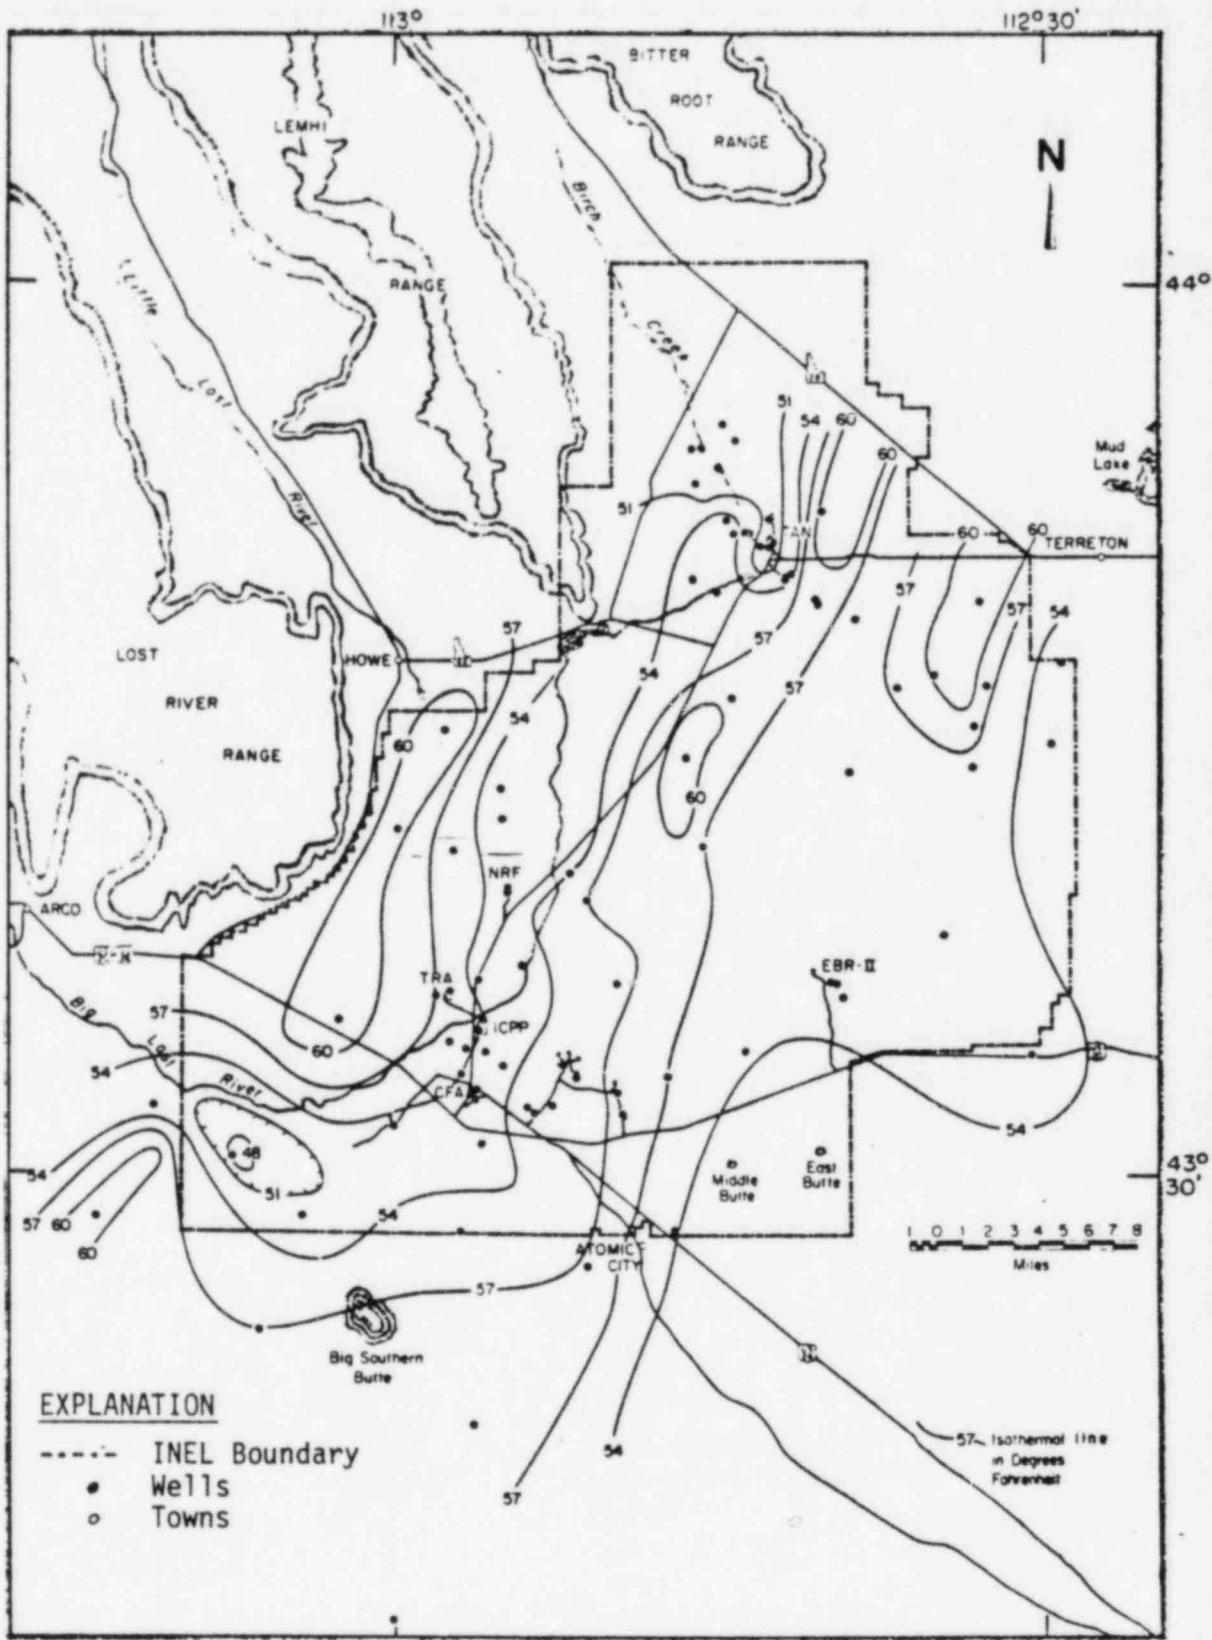 113°
112°30'
BITTER
ROOT
RANGE
LEMHI
RANGE
N
Birch
Creek
44°
Little
Lost
River
51
54
60
60
Mud
Lake
51
TAN
60
60
TERRETON
57
57
54
57
HOWE
54
57
54
57
LOST
RIVER
RANGE
60
60
NRF
ARCO
EBR-II
TRA
57
ICPP
Big
Lost
River
60
54
CFA
54
54
48
51
Middle
Butte
East
Butte
43°
30'
57
60
60
54
1 0 1 2 3 4 5 6 7 8
Miles
ATOMIC
CITY
57
Big Southern
Butte
EXPLANATION
INEL Boundary
Wells
Towns
54
57
57 Isothermal line
in Degrees
Fahrenheit